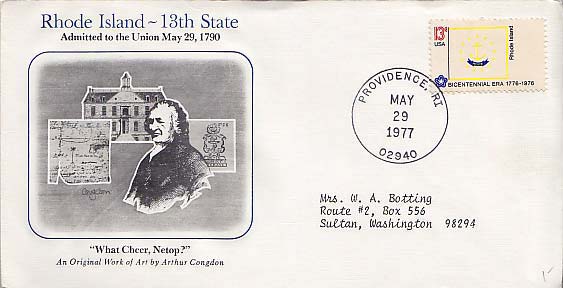 Rhode Island ~ 13th State
Admitted to the Union May 29, 1790
Congdon
"What Cheer, Netop?"
An Original Work of Art by Arthur Congdon
13c
USA
Rhode Island
BICENTENNIAL ERA 1776-1976
PROVIDENCE, RI
MAY
29
1977
02940
Mrs. W. A. Botting
Route #2, Box 556
Sultan, Washington 98294